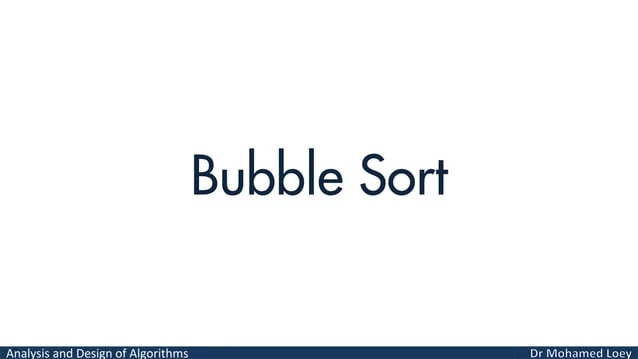 Bubble Sort
Analysis and Design of Algorithms
Dr Mohamed Loey